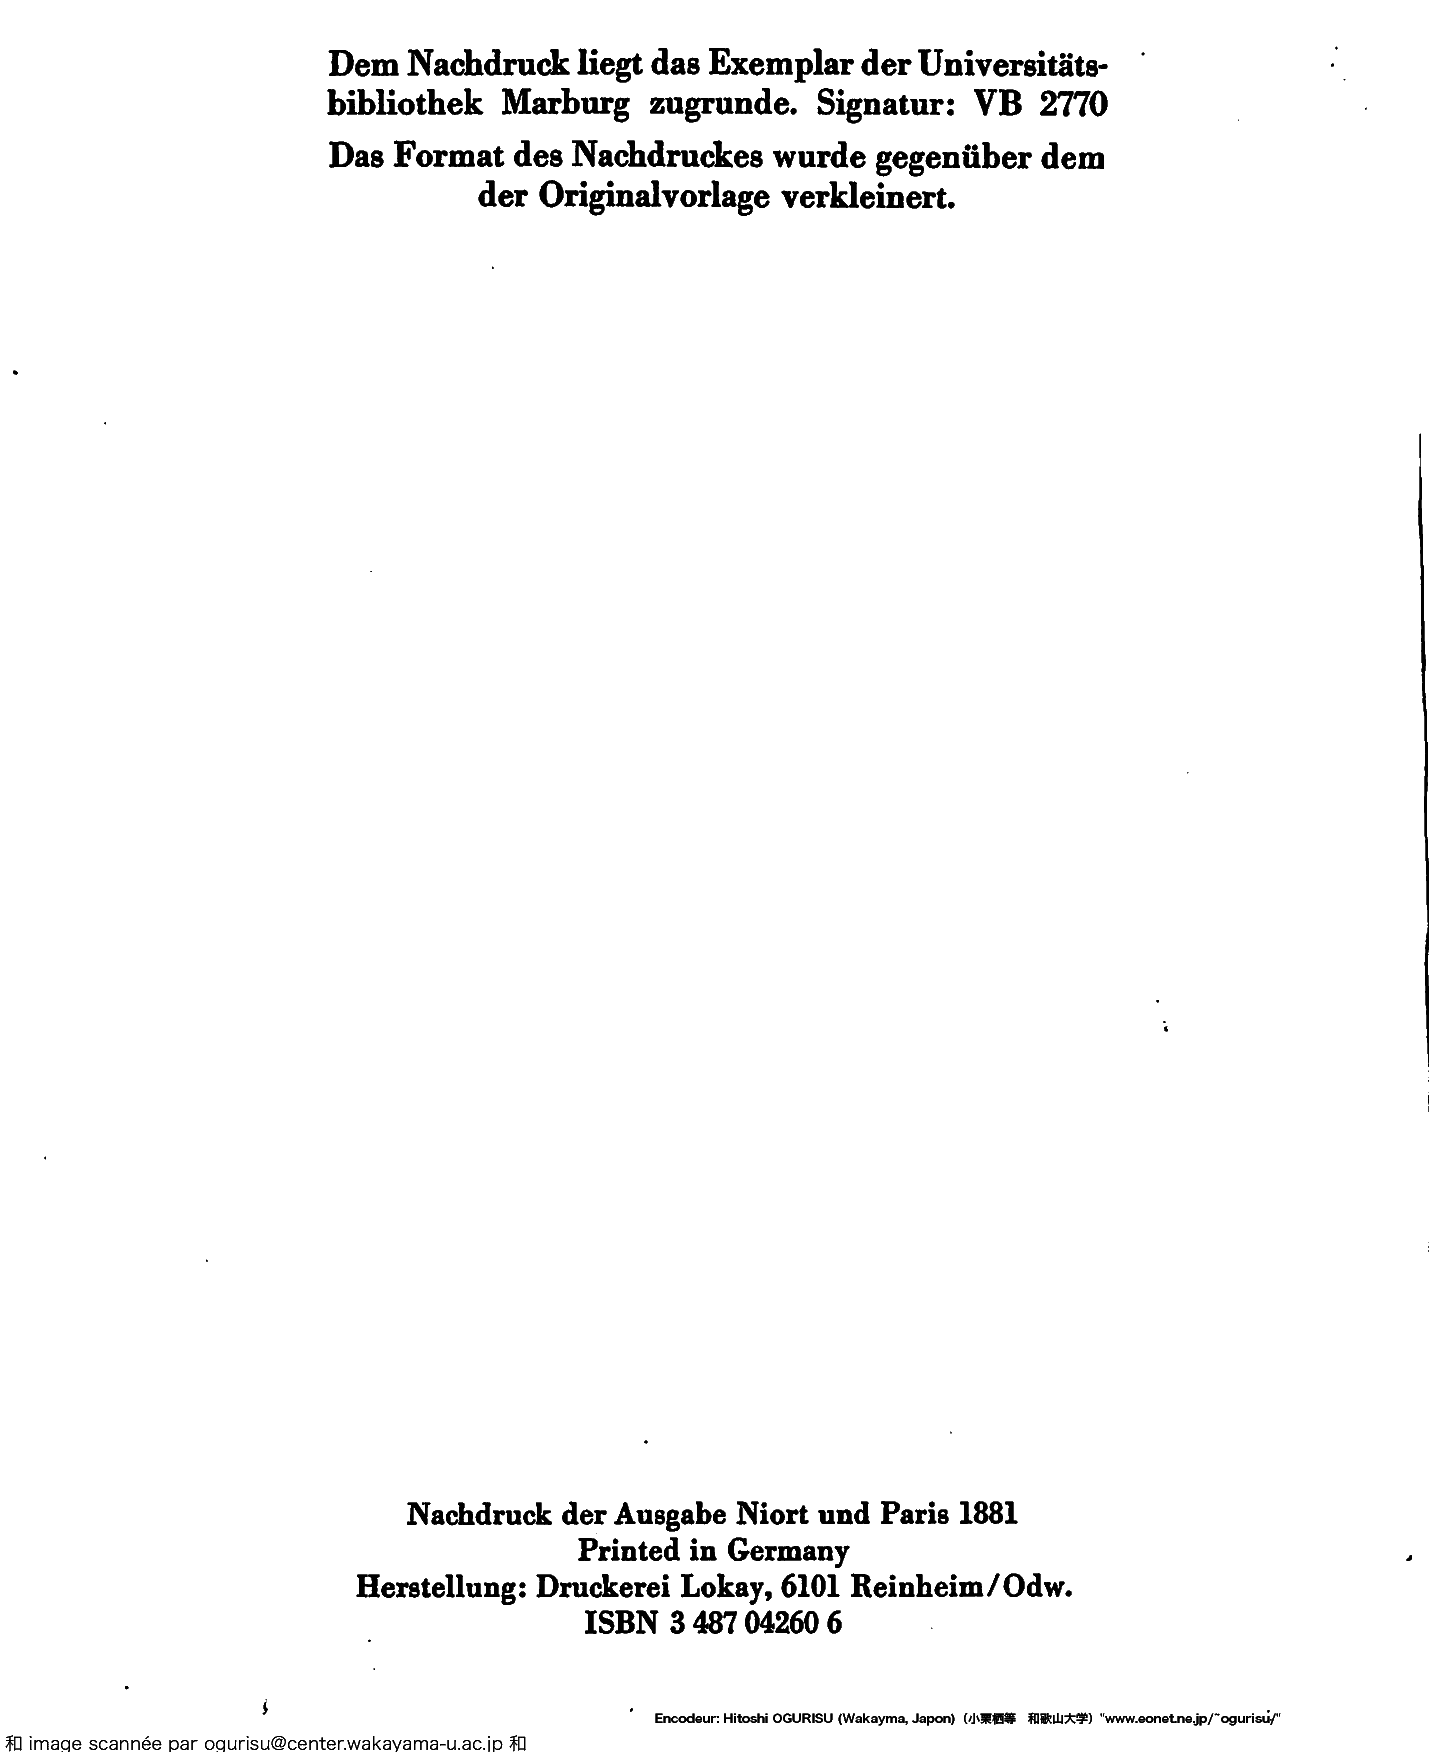 Dem Nachdruck liegt das Exemplar der Universitäts-
bibliothek Marburg zugrunde. Signatur: VB 2770
Das Format des Nachdruckes wurde gegenüber dem
der Originalvorlage verkleinert.
Nachdruck der Ausgabe Niort und Paris 1881
Printed in Germany
Herstellung: Druckerei Lokay, 6101 Reinheim/Odw.
ISBN 3 487 04260 6
Encodeur: Hitoshi OGURISU (Wakayma, Japon) (小栗栖等 和歌山大学) "www.eonet.ne.jp/~ogurisu/"
和 image scannée par ogurisu@center.wakayama-u.ac.jp 和